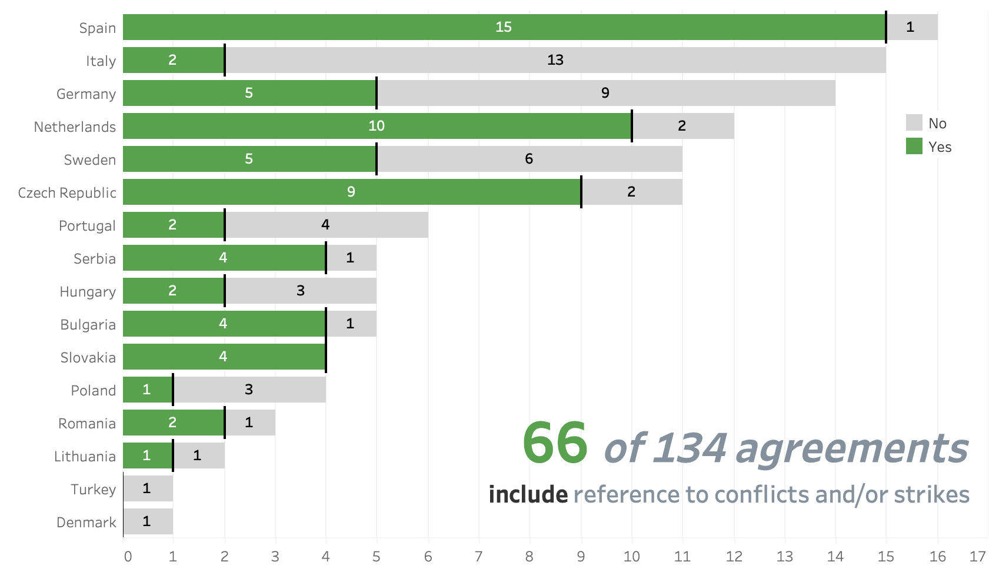 Spain 15 1
Italy 2 13
Germany 5 9
Netherlands 10 2
No
Sweden 5 6
Yes
Czech Republic 9 2
Portugal 2 4
Serbia 4 1
Hungary 2 3
Bulgaria 4 1
Slovakia 4
Poland 1 3
Romania 2 1
Lithuania 1 1
Turkey 1
Denmark 1
66 of 134 agreements
include reference to conflicts and/or strikes
0 1 2 3 4 5 6 7 8 9 10 11 12 13 14 15 16 17